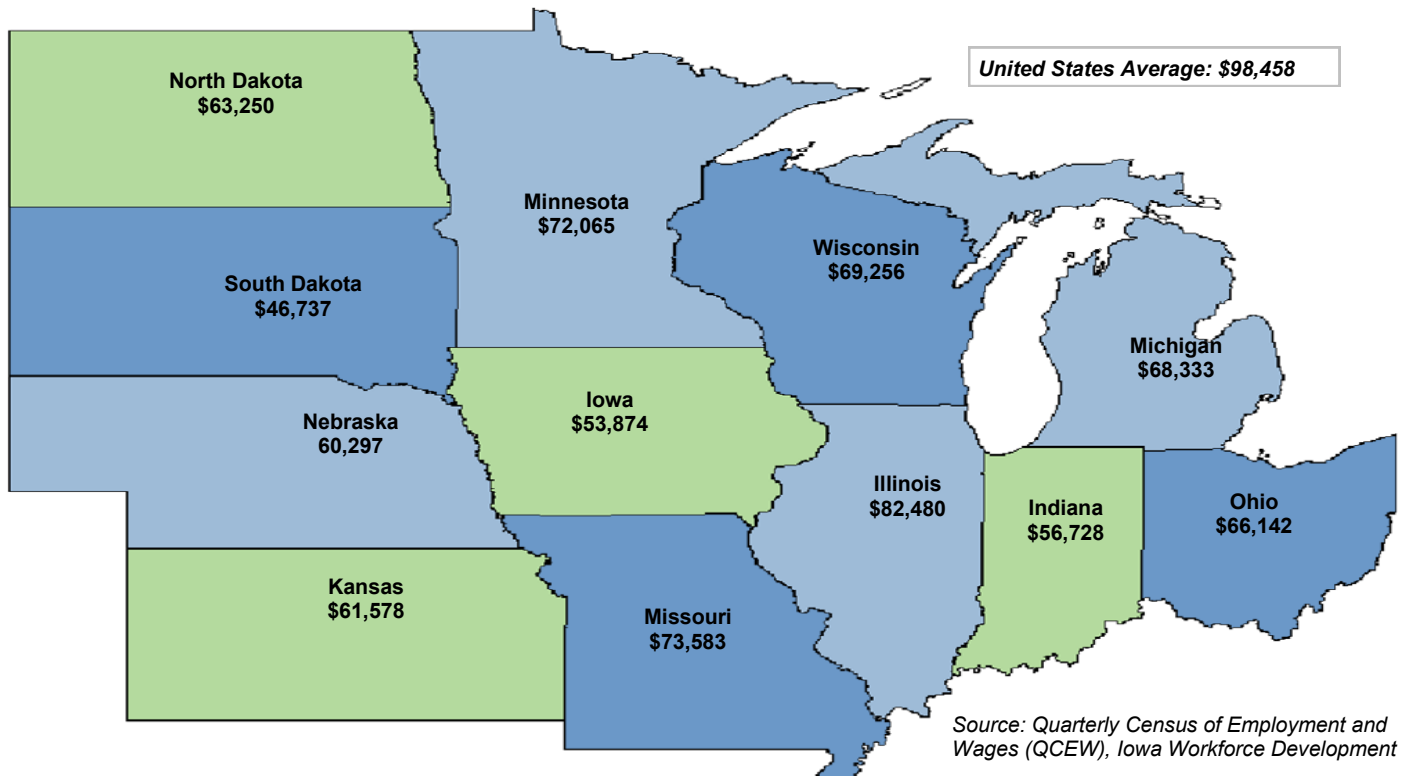 United States Average: $98,458
North Dakota
$63,250
Minnesota
$72,065
Wisconsin
$69,256
South Dakota
$46,737
Michigan
$68,333
Iowa
$53,874
Nebraska
60,297
Illinois
$82,480
Indiana
$56,728
Ohio
$66,142
Kansas
$61,578
Missouri
$73,583
Source: Quarterly Census of Employment and
Wages (QCEW), Iowa Workforce Development